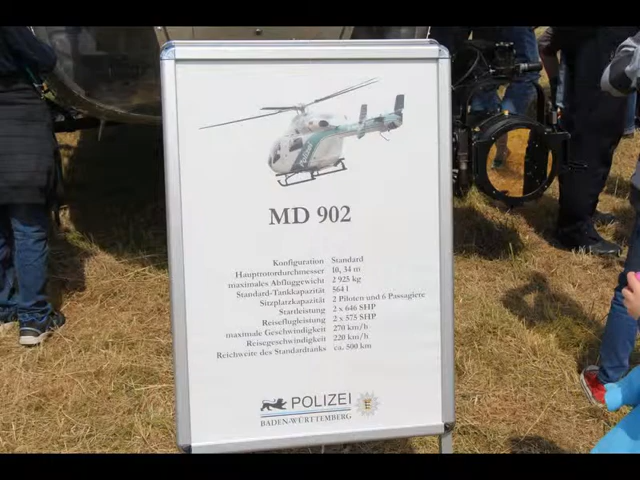 MD 902
Konfiguration Standard
Hauptrotordurchmesser 10, 34 m
maximales Abfluggewicht 2 925 kg
Standard-Tankkapazität 564 l
Sitzplatzkapazität 2 Piloten und 6 Passagiere
Startleistung 2 x 646 SHP
Reiseflugleistung 2 x 575 SHP
maximale Geschwindigkeit 270 km/h
Reisegeschwindigkeit 220 km/h
Reichweite des Standardtanks ca. 500 km
POLIZEI
BADEN-WÜRTTEMBERG